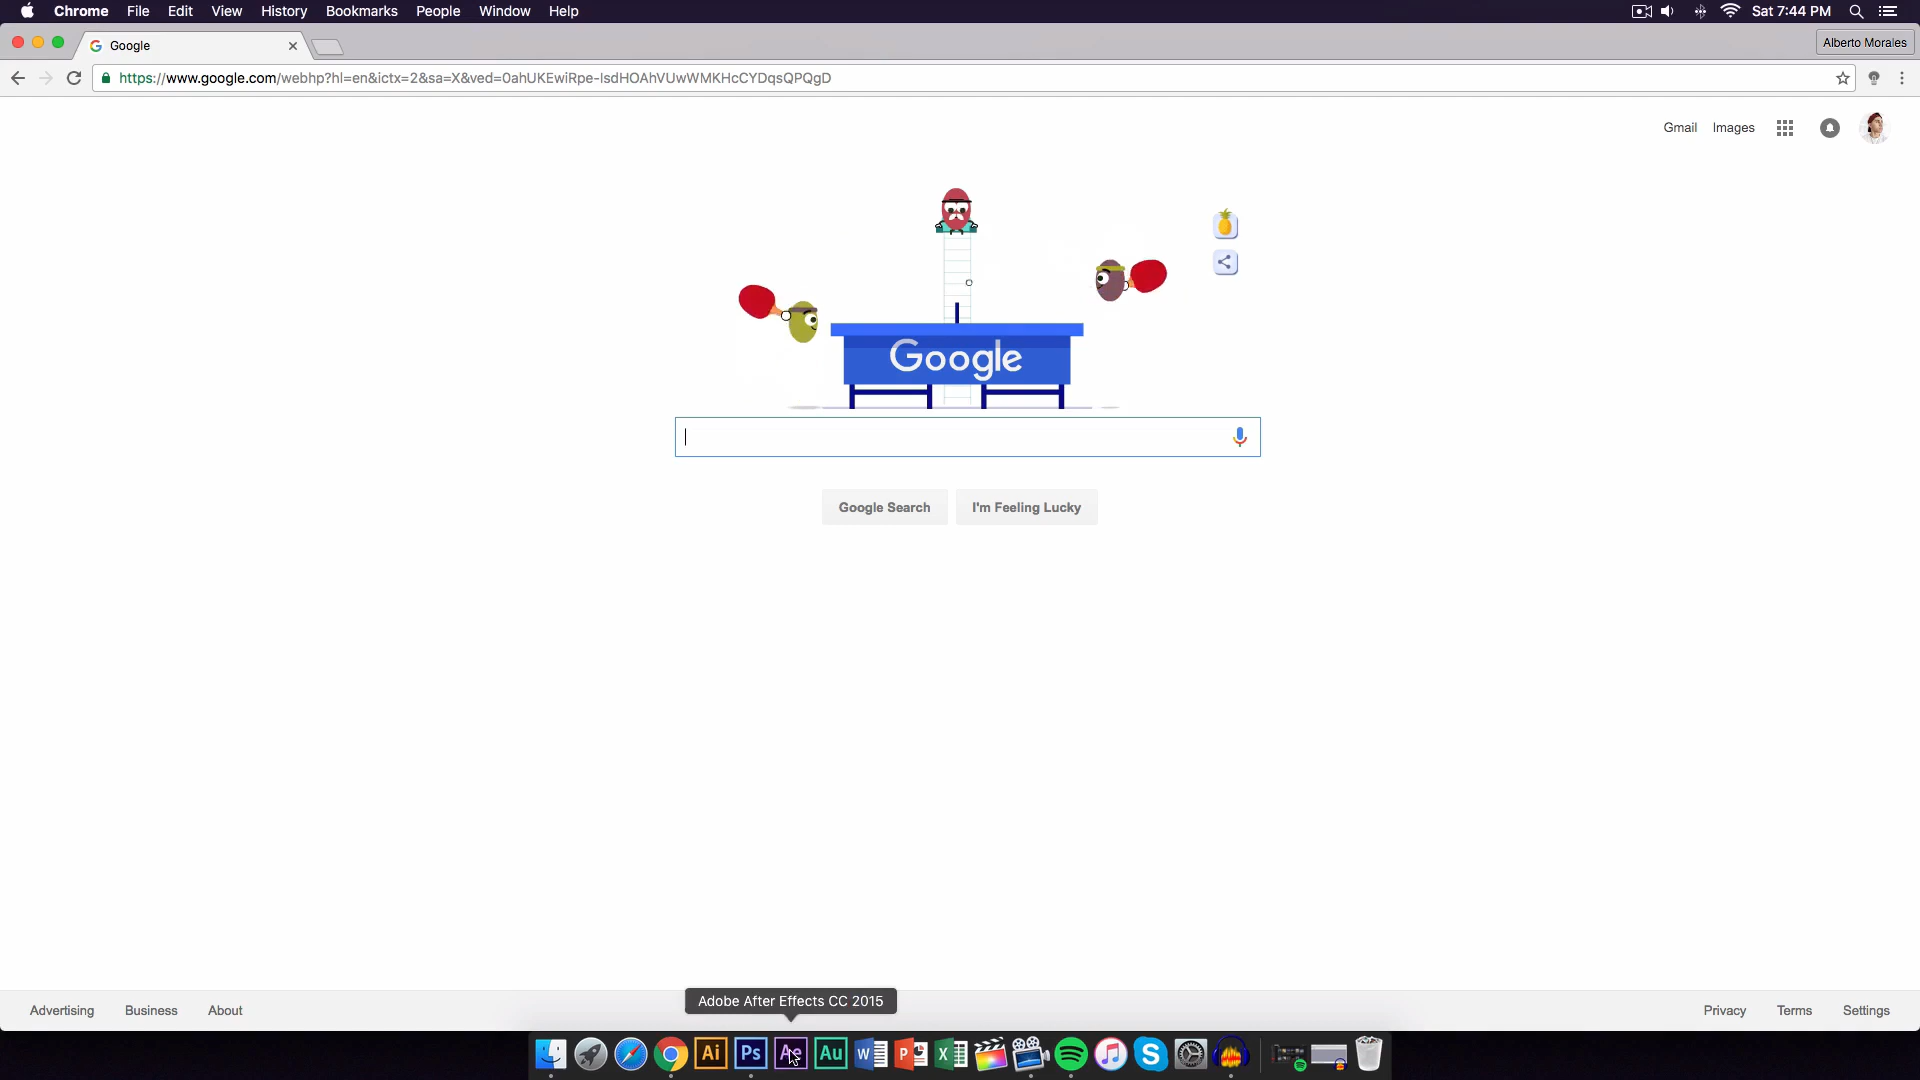 Chrome File Edit View History Bookmarks People Window Help Sat 7:44 PM
Google Alberto Morales
https://www.google.com/webhp?hl=en&ictx=2&sa=X&ved=0ahUKEwiRpe-lsdHOAhVUwWMKHcCYDqsQPQgD
Gmail Images
Google
Google Search I'm Feeling Lucky
Advertising Business About Privacy Terms Settings
Adobe After Effects CC 2015
Ai Ps Ae Au W P X